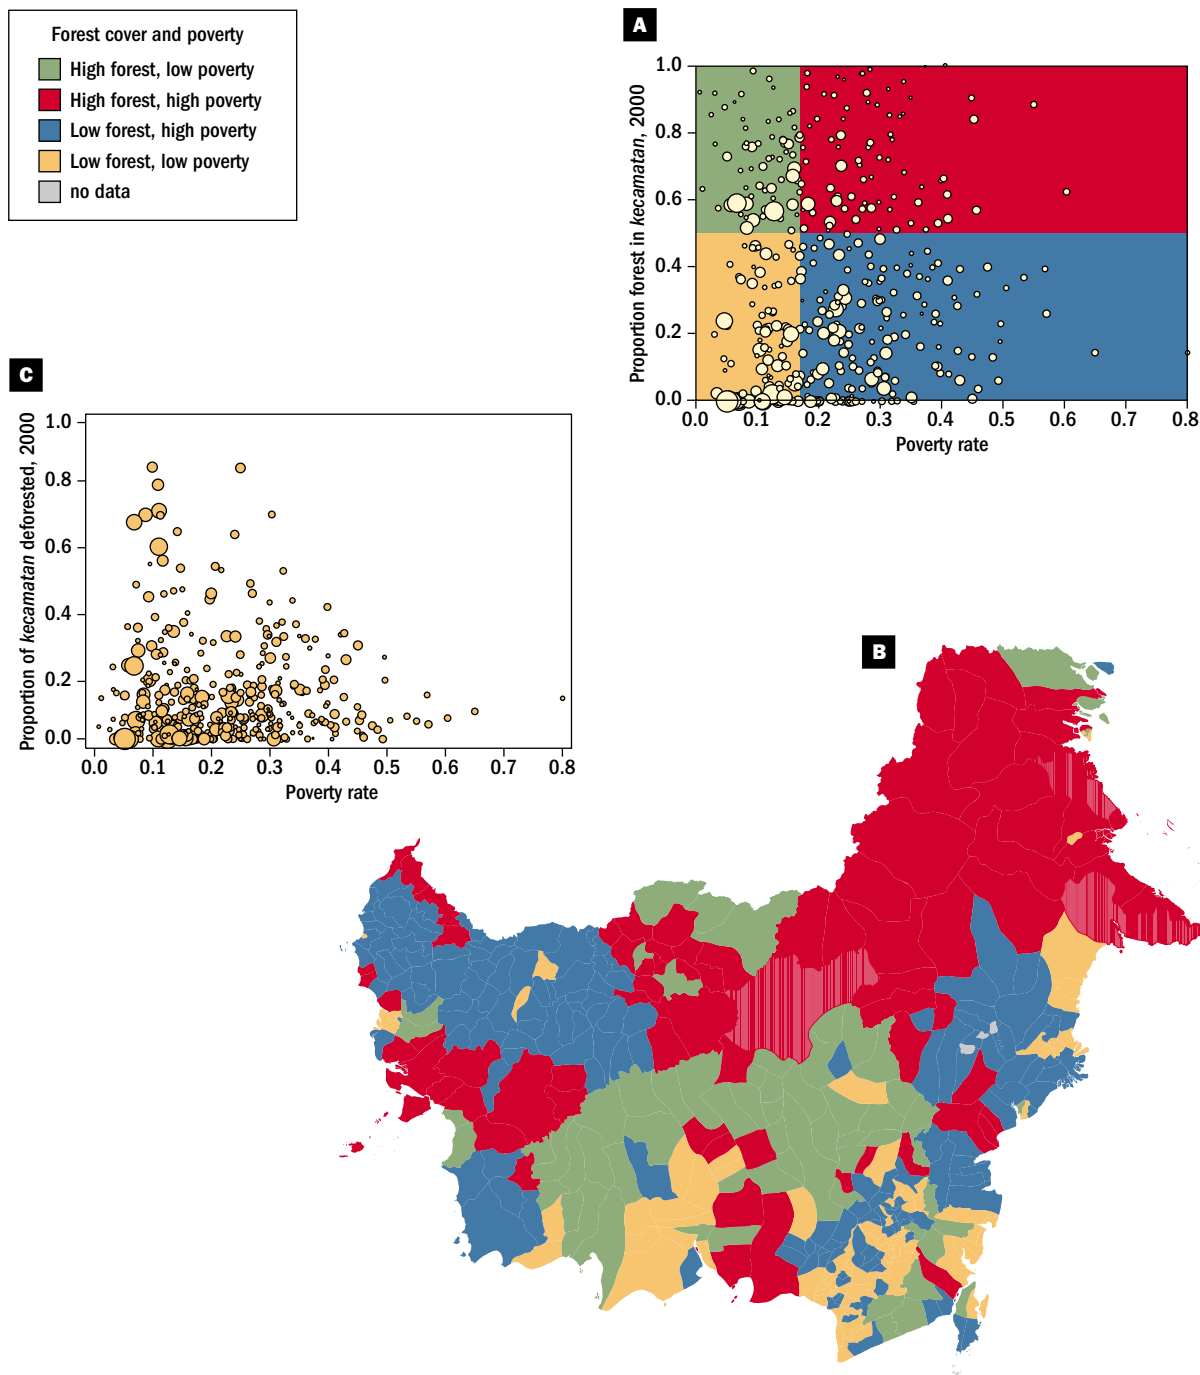 Forest cover and poverty
High forest, low poverty
High forest, high poverty
Low forest, high poverty
Low forest, low poverty
no data
A
Proportion forest in kecamatan, 2000
1.0
0.8
0.6
0.4
0.2
0.0
0.0 0.1 0.2 0.3 0.4 0.5 0.6 0.7 0.8
Poverty rate
C
Proportion of kecamatan deforested, 2000
1.0
0.8
0.6
0.4
0.2
0.0
0.0 0.1 0.2 0.3 0.4 0.5 0.6 0.7 0.8
Poverty rate
B